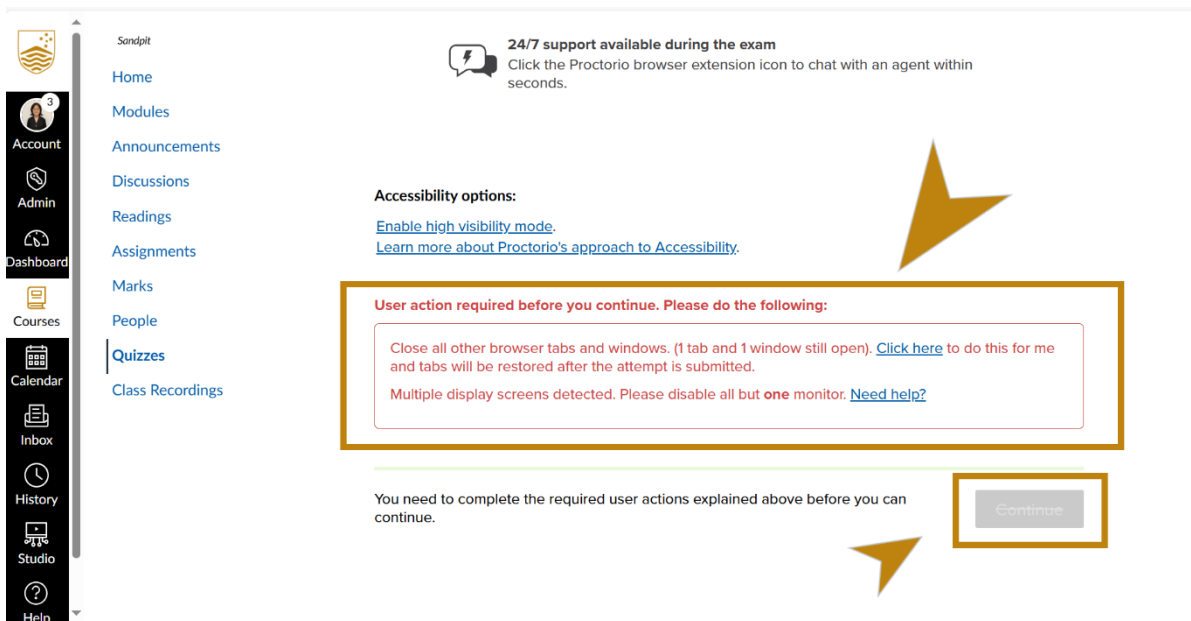 3
Account
Admin
Dashboard
Courses
Calendar
Inbox
History
Studio
Help
Sandpit
Home
Modules
Announcements
Discussions
Readings
Assignments
Marks
People
Quizzes
Class Recordings
24/7 support available during the exam
Click the Proctorio browser extension icon to chat with an agent within
seconds.
Accessibility options:
Enable high visibility mode.
Learn more about Proctorio's approach to Accessibility.
User action required before you continue. Please do the following:
Close all other browser tabs and windows. (1 tab and 1 window still open). Click here to do this for me
and tabs will be restored after the attempt is submitted.
Multiple display screens detected. Please disable all but one monitor. Need help?
You need to complete the required user actions explained above before you can
continue.
Continue